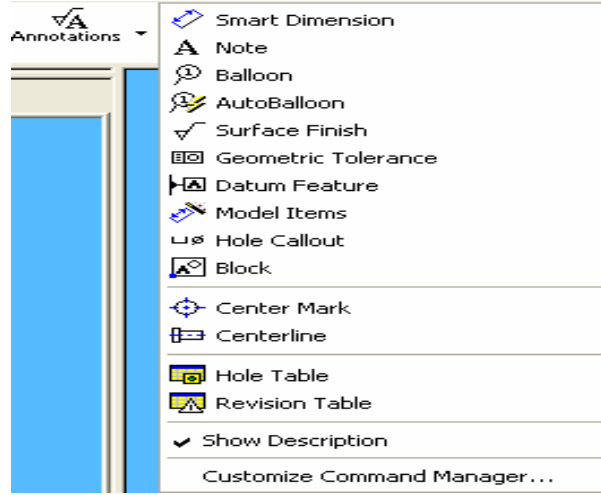 Annotations
Smart Dimension
Note
Balloon
AutoBalloon
Surface Finish
Geometric Tolerance
Datum Feature
Model Items
Hole Callout
Block
Center Mark
Centerline
Hole Table
Revision Table
Show Description
Customize Command Manager...